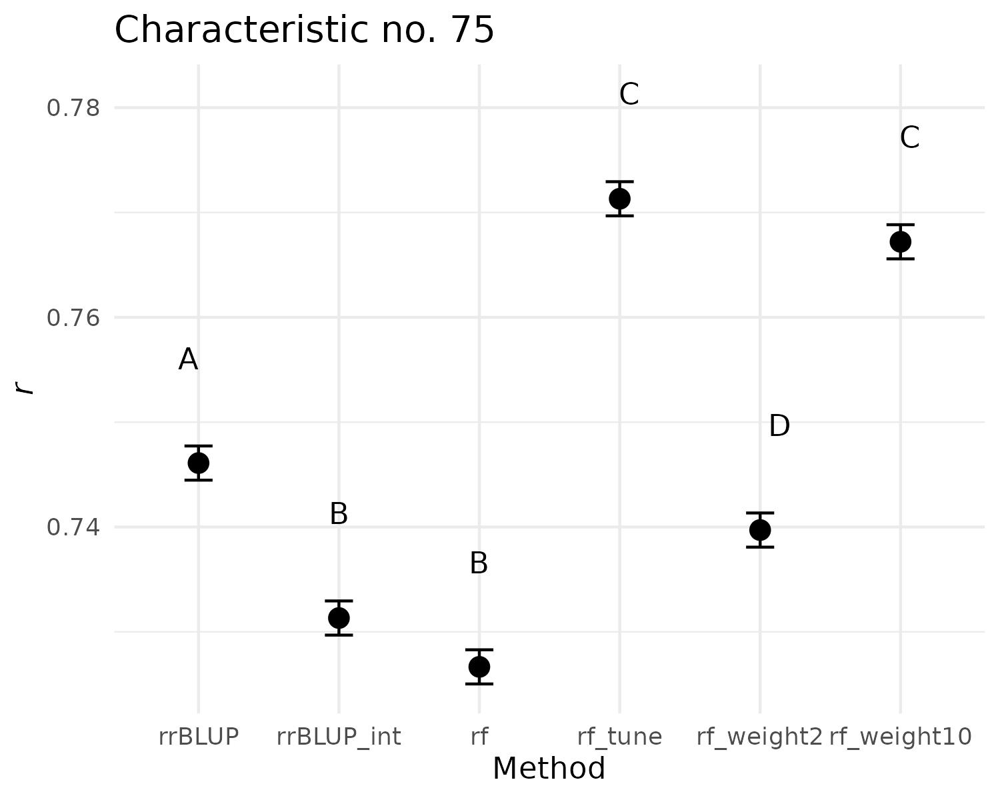 Characteristic no. 75
C
0.78
C
0.76
A
r
D
B
0.74
B
rrBLUP rrBLUP_int rf rf_tune rf_weight2 rf_weight10
Method